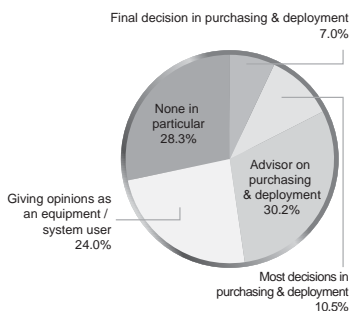 Final decision in purchasing & deployment
7.0%
None in
particular
28.3%
Advisor on
purchasing
& deployment
30.2%
Giving opinions as
an equipment /
system user
24.0%
Most decisions in
purchasing & deployment
10.5%